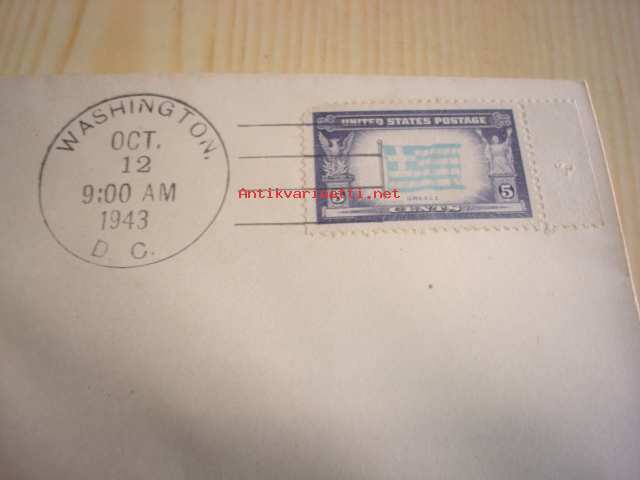 WASHINGTON,
OCT.
12
9:00 AM
1943
D. C.
UNITED STATES POSTAGE
GREECE
5 5
CENTS
Antikvariaatti.net